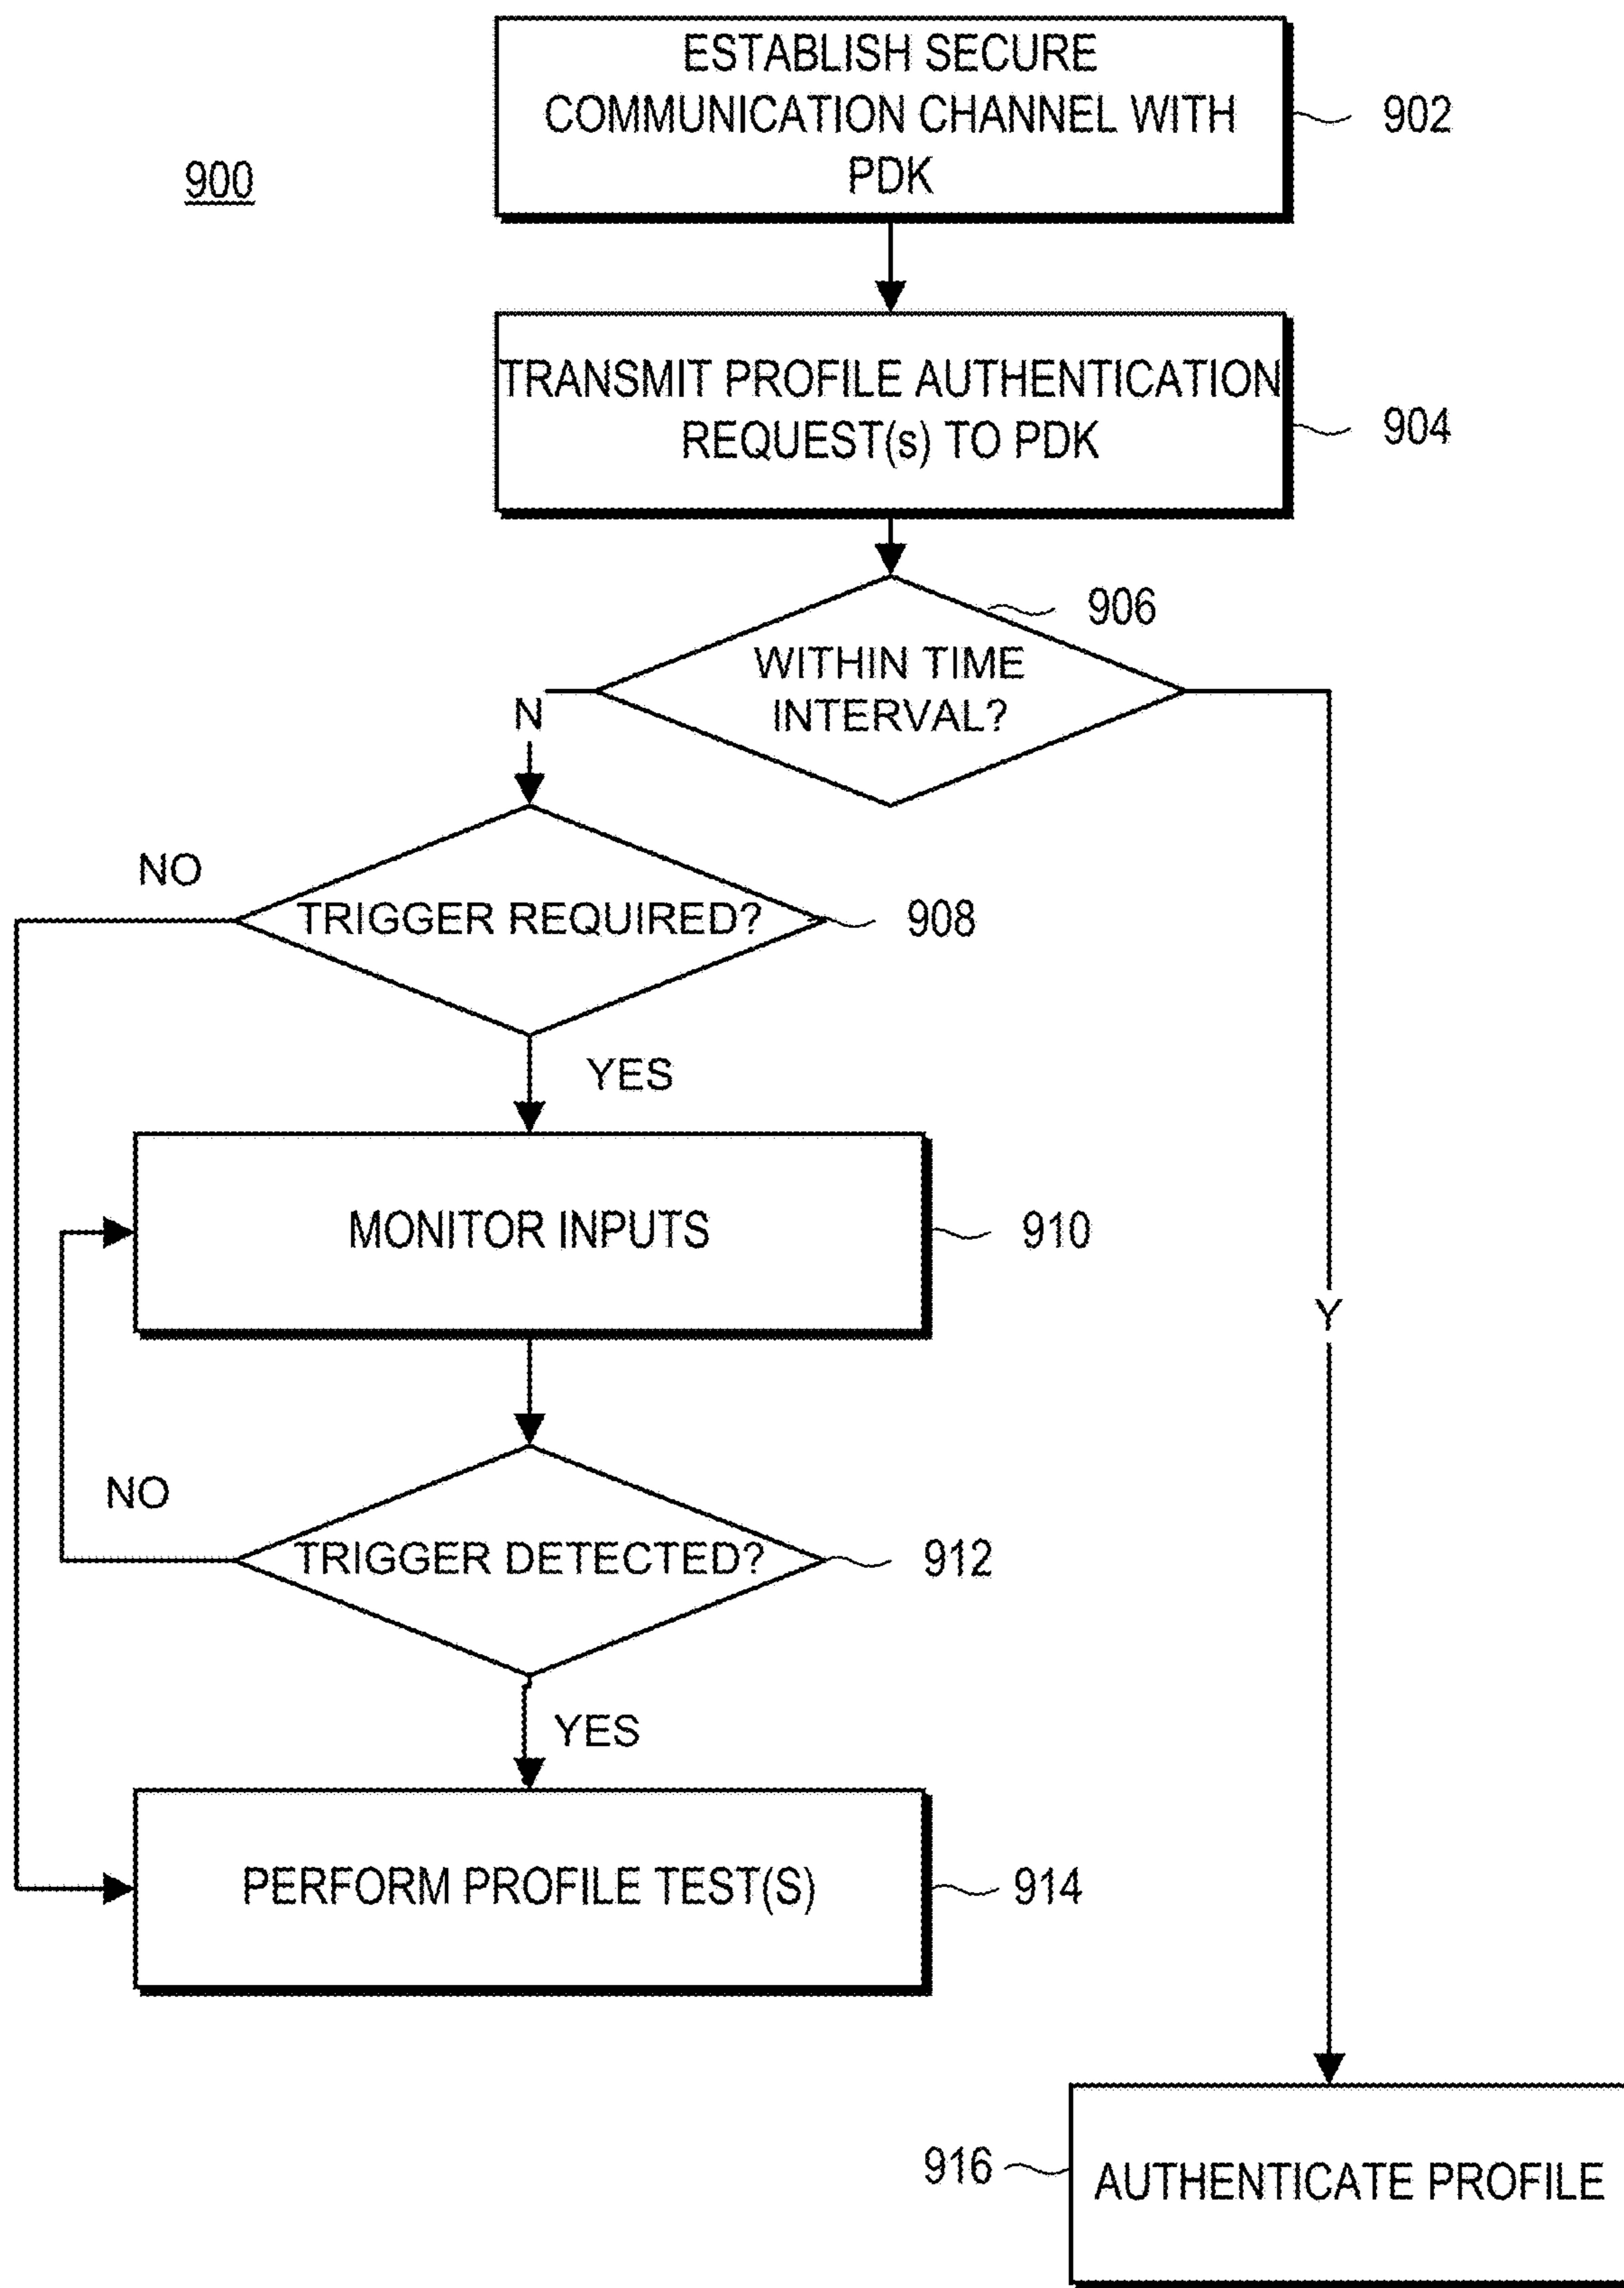 ESTABLISH SECURE
COMMUNICATION CHANNEL WITH
PDK
902
900
TRANSMIT PROFILE AUTHENTICATION
REQUEST(s) TO PDK
904
906
WITHIN TIME
INTERVAL?
N
NO
TRIGGER REQUIRED?
908
YES
MONITOR INPUTS
910
Y
NO
TRIGGER DETECTED?
912
YES
PERFORM PROFILE TEST(S)
914
916
AUTHENTICATE PROFILE